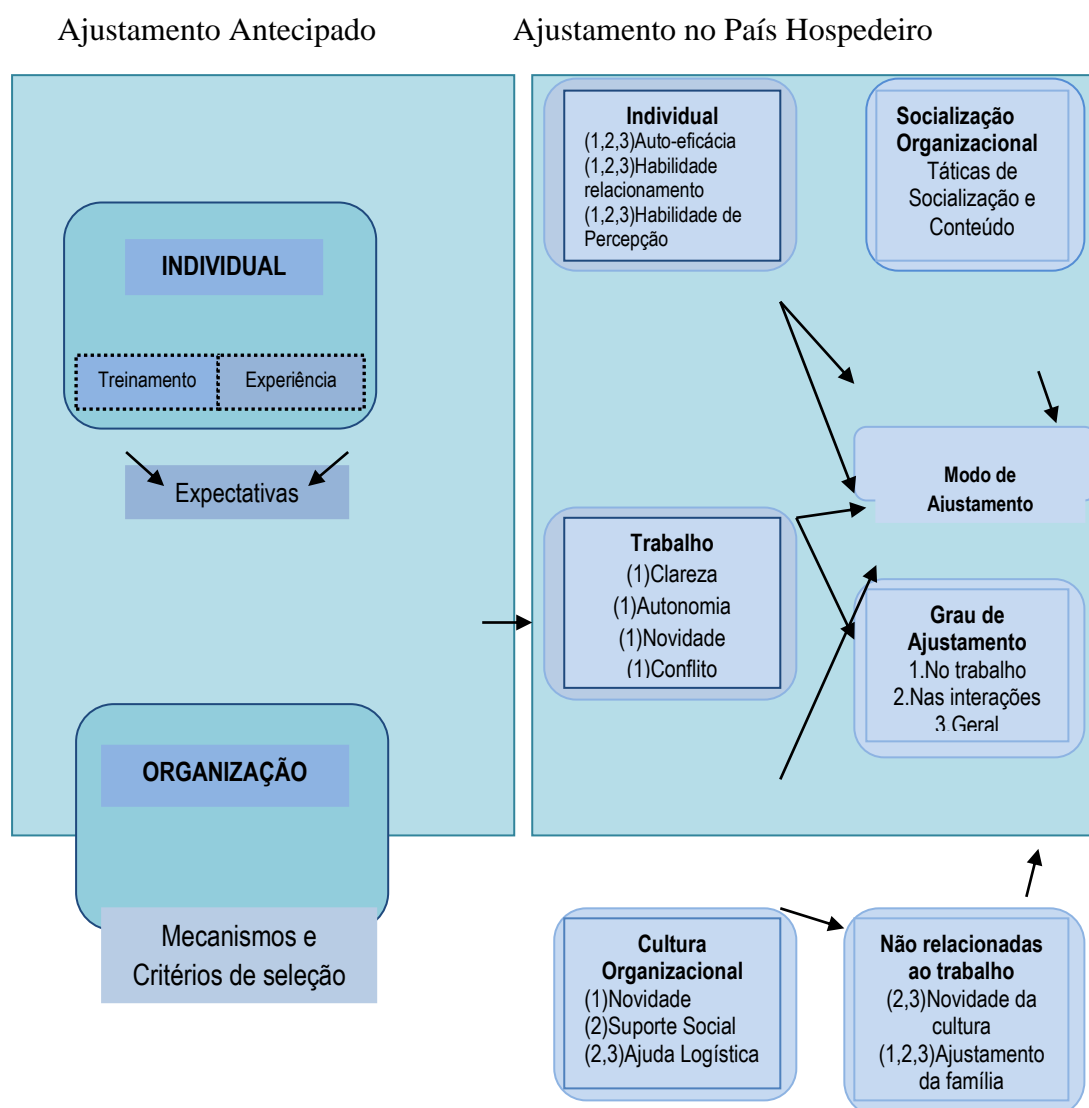 Ajustamento Antecipado
Ajustamento no País Hospedeiro
INDIVIDUAL
Treinamento
Experiência
Expectativas
ORGANIZAÇÃO
Mecanismos e
Critérios de seleção
Individual
(1,2,3)Auto-eficácia
(1,2,3)Habilidade
relacionamento
(1,2,3)Habilidade de
Percepção
Socialização
Organizacional
Táticas de
Socialização e
Conteúdo
Modo de
Ajustamento
Trabalho
(1)Clareza
(1)Autonomia
(1)Novidade
(1)Conflito
Grau de
Ajustamento
1.No trabalho
2.Nas interações
3.Geral
Cultura
Organizacional
(1)Novidade
(2)Suporte Social
(2,3)Ajuda Logística
Não relacionadas
ao trabalho
(2,3)Novidade da
cultura
(1,2,3)Ajustamento
da família